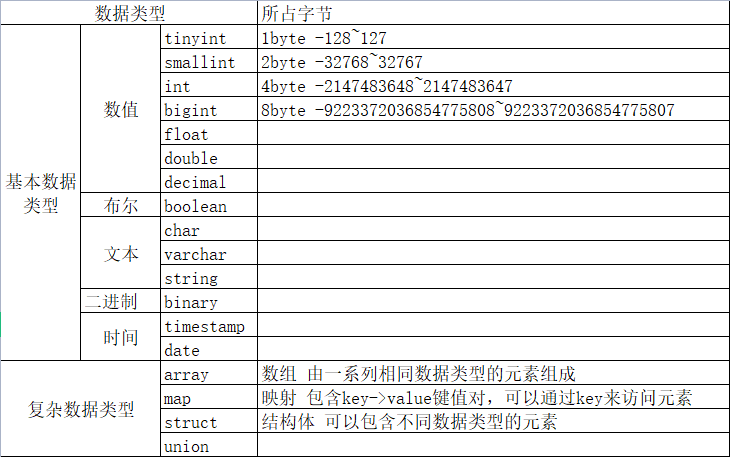 数据类型 所占字节
基本数据类型 数值 tinyint 1byte -128~127
smallint 2byte -32768~32767
int 4byte -2147483648~2147483647
bigint 8byte -9223372036854775808~9223372036854775807
float
double
decimal
布尔 boolean
文本 char
varchar
string
二进制 binary
时间 timestamp
date
复杂数据类型 array 数组 由一系列相同数据类型的元素组成
map 映射 包含key->value键值对，可以通过key来访问元素
struct 结构体 可以包含不同数据类型的元素
union